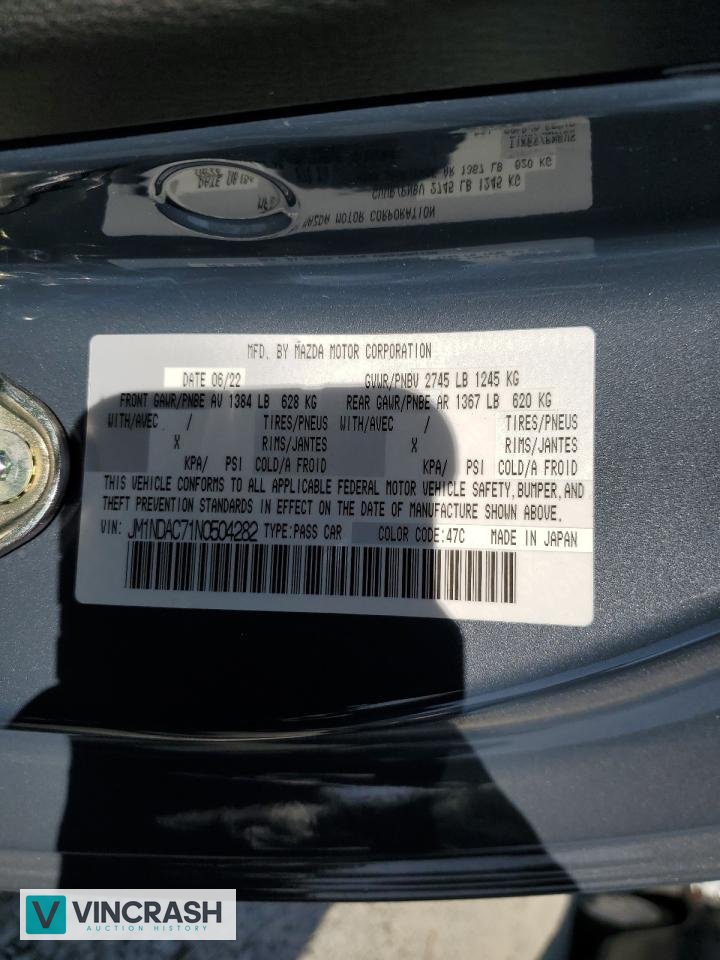 MFD. BY MAZDA MOTOR CORPORATION
DATE 06/22 GVWR/PNBV 2745 LB 1245 KG
FRONT GAWR/PNBE AV 1384 LB 628 KG REAR GAWR/PNBE AR 1367 LB 620 KG
WITH/AVEC / TIRES/PNEUS WITH/AVEC / TIRES/PNEUS
X RIMS/JANTES X RIMS/JANTES
KPA/ PSI COLD/A FROID KPA/ PSI COLD/A FROID
THIS VEHICLE CONFORMS TO ALL APPLICABLE FEDERAL MOTOR VEHICLE SAFETY, BUMPER, AND
THEFT PREVENTION STANDARDS IN EFFECT ON THE DATE OF MANUFACTURE SHOWN ABOVE.
VIN: JM1NDAC71N0504282 TYPE:PASS CAR COLOR CODE:47C MADE IN JAPAN
V VINCRASH
AUCTION HISTORY